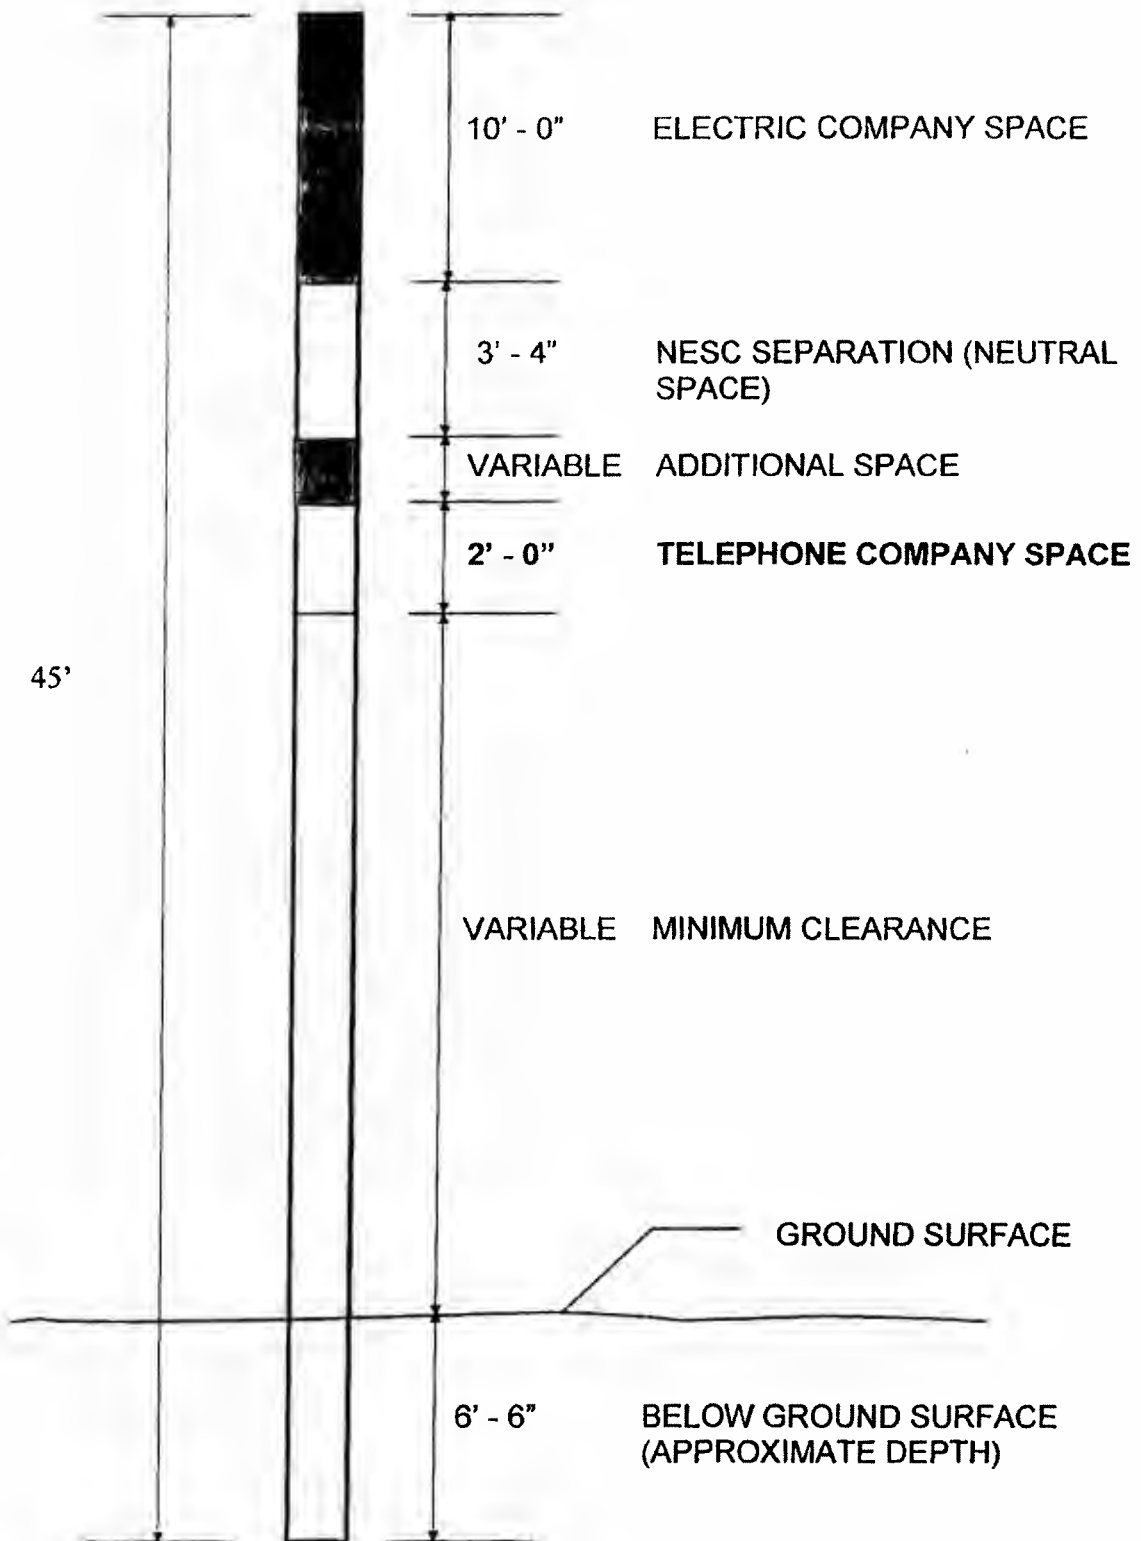 10' - 0" ELECTRIC COMPANY SPACE
3' - 4" NESC SEPARATION (NEUTRAL
SPACE)
VARIABLE ADDITIONAL SPACE
2' - 0" TELEPHONE COMPANY SPACE
45'
VARIABLE MINIMUM CLEARANCE
GROUND SURFACE
6' - 6" BELOW GROUND SURFACE
(APPROXIMATE DEPTH)